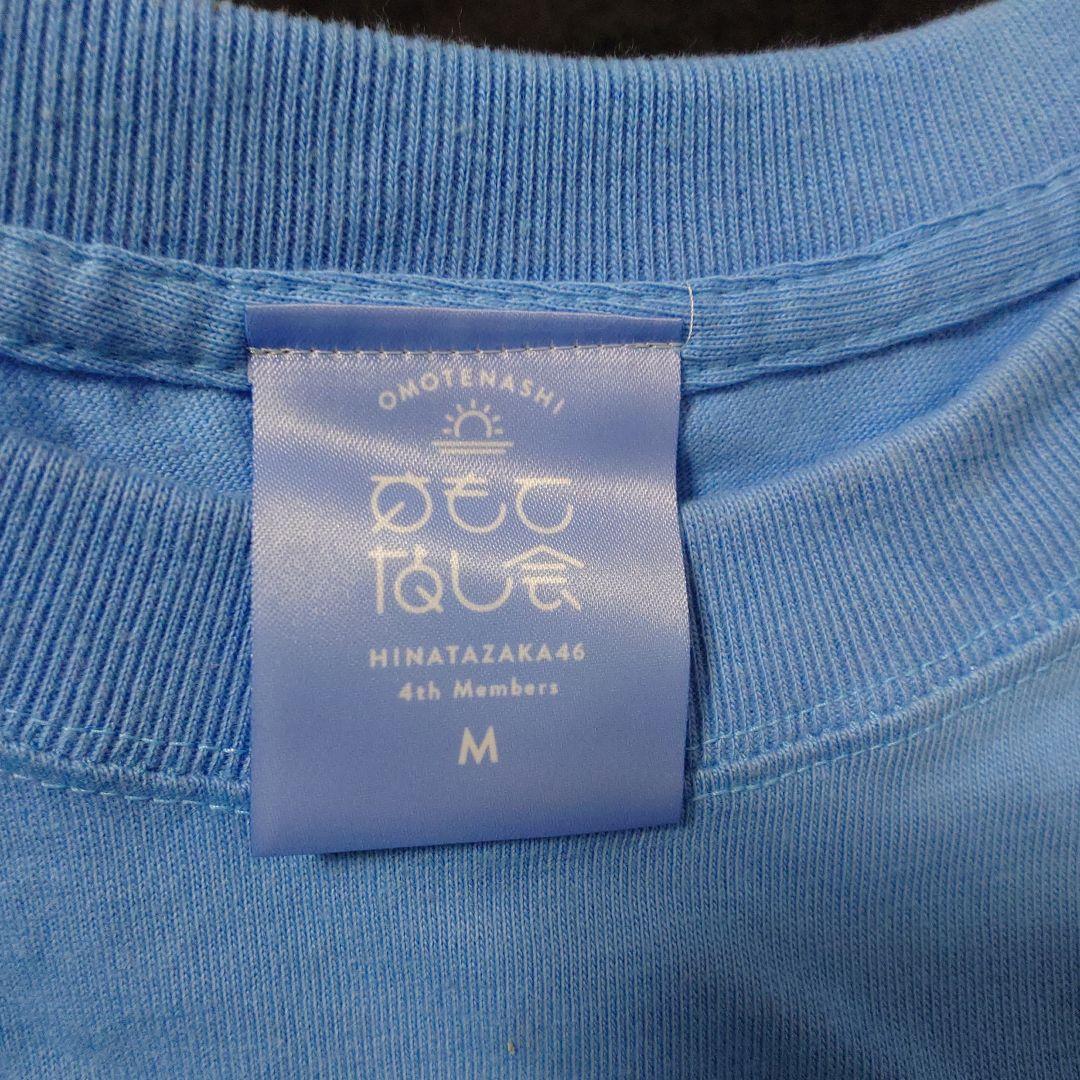 OMOTENASHI
おもて
なし会
HINATAZAKA46
4th Members
M